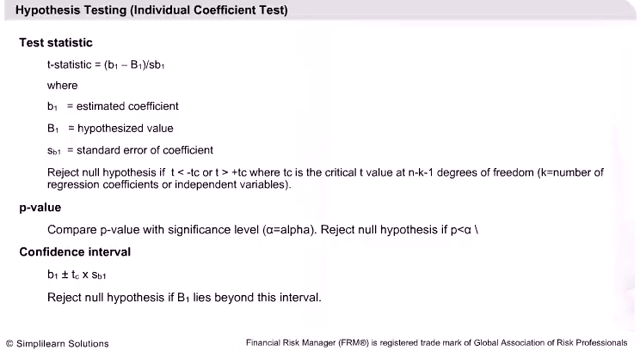 Hypothesis Testing (Individual Coefficient Test)
Test statistic
t-statistic = (b₁ – B₁)/sb₁
where
b₁ = estimated coefficient
B₁ = hypothesized value
s_b1 = standard error of coefficient
Reject null hypothesis if t < -tc or t > +tc where tc is the critical t value at n-k-1 degrees of freedom (k=number of
regression coefficients or independent variables).
p-value
Compare p-value with significance level (α=alpha). Reject null hypothesis if p<α \
Confidence interval
b₁ ± t_c x s_b1
Reject null hypothesis if B₁ lies beyond this interval.
© Simplilearn Solutions
Financial Risk Manager (FRM®) is registered trade mark of Global Association of Risk Professionals